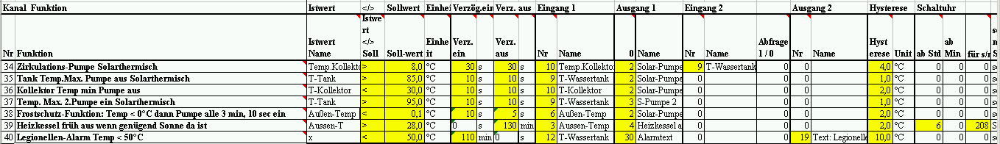 Kanal Funktion Istwert </> Sollwert Einhei Verzög.ein Verz. aus Eingang 1 Ausgang 1 Eingang 2 Ausgang 2 Hysterese Schaltuhr
Nr Funktion Istwert Name Istwe rt </> Soll Soll-wert Einhe it Verz. ein Verz. aus Nr Name 0 Name Nr Name Abfrage 1 / 0 Nr Name Hyst erese Unit ab Std ab Min für s/r
34 Zirkulations-Pumpe Solarthermisch Temp.Kollekto > 8,0 °C 30 s 30 s 10 Temp.Kollekto 2 Solar-Pumpe 9 T-Wassertank 0 0 4,0 °C 0 0 0
35 Tank Temp.Max. Pumpe aus Solarthermisch T-Tank > 85,0 °C 10 s 10 s 9 T-Wassertank 2 Solar-Pumpe 0 0 0 1,0 °C 0 0 0
36 Kollektor Temp min Pumpe aus T-Kollektor < 30,0 °C 10 s 10 s 10 T-Kollektor 2 Solar-Pumpe 0 0 0 2,0 °C 0 0 0
37 Temp. Max. 2.Pumpe ein Solarthermisch T-Tank > 95,0 °C 10 s 10 s 9 T-Wassertank 3 S-Pumpe 2 0 0 0 2,0 °C 0 0 0
38 Frostschutz-Funktion: Temp < 0°C dann Pumpe alle 3 min, 10 sec ein Außen-Temp < 0,1 °C 10 s 5 s 6 Außen-Temp 2 Solar-Pumpe 0 0 0 2,0 °C 0 0 0
39 Heizkessel früh aus wenn genügend Sonne da ist Aussen-T > 28,0 °C 0 s 130 min 3 Aussen-Temp 4 Heizkessel a 0 0 0 2,0 °C 6 0 208
40 Legionellen-Alarm Temp < 50°C x < 50,0 °C 110 min 0 s 12 T-Wassertank 30 Alarmtext 0 0 19 Text: Legionelle 10,0 °C 0 0 0